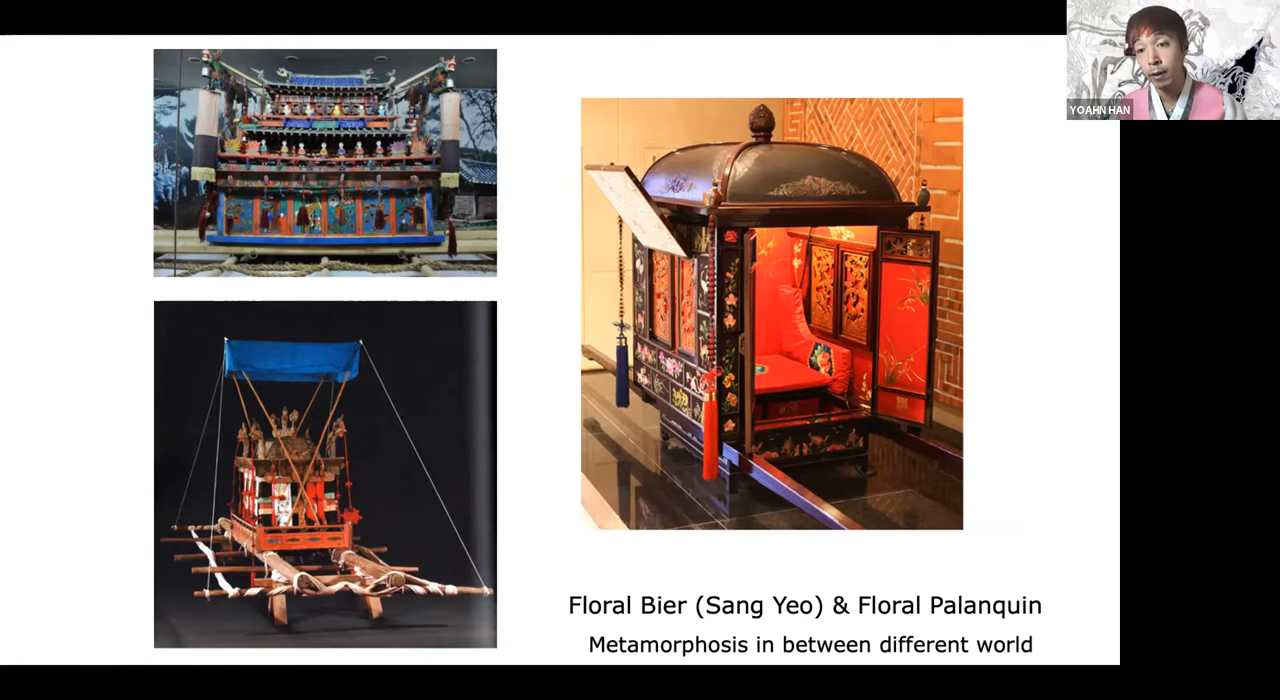 YOAHN HAN
Floral Bier (Sang Yeo) & Floral Palanquin
Metamorphosis in between different world